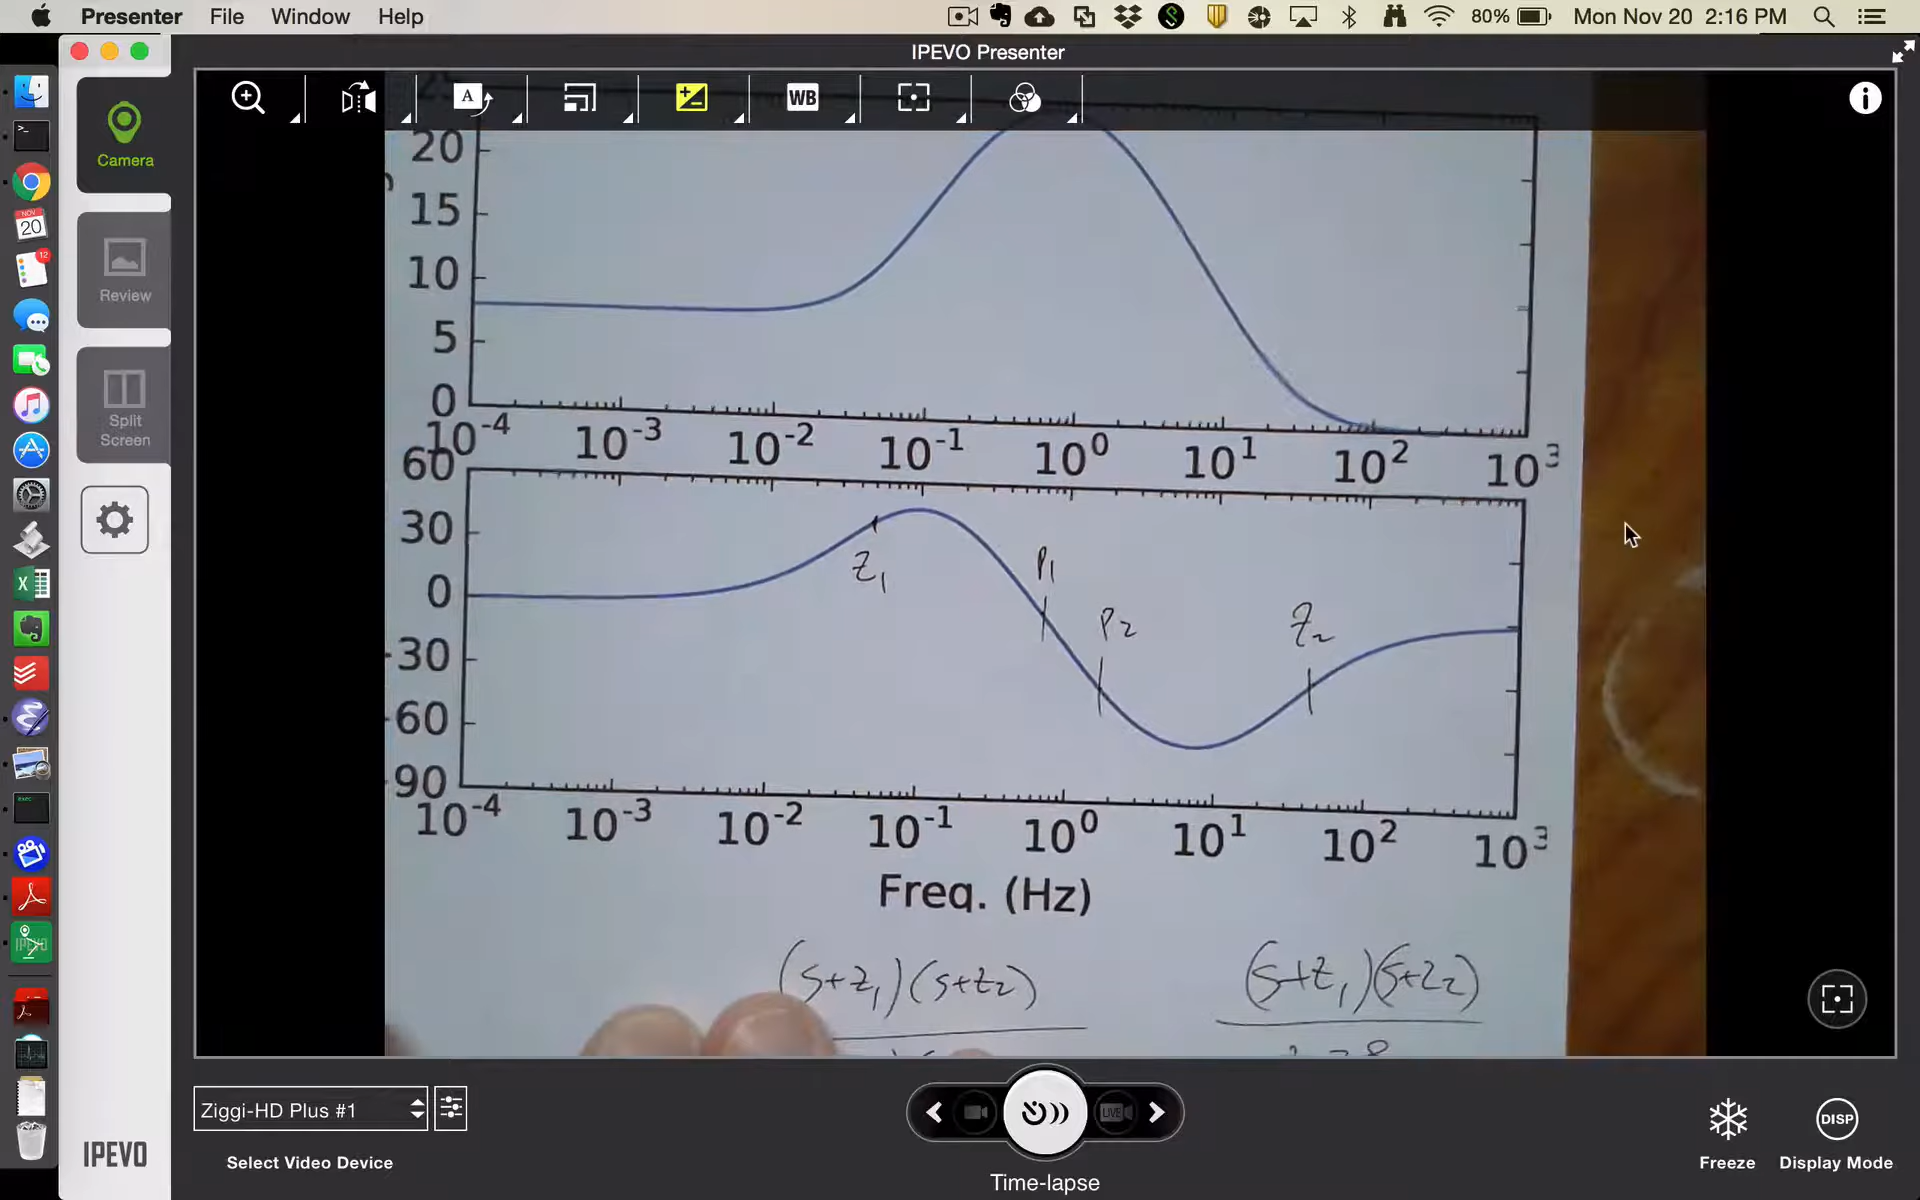 Presenter File Window Help 80% Mon Nov 20 2:16 PM
IPEVO Presenter
A WB
Camera
Review
Split
Screen
NOV
20
12
20
15
10
5
0
10-4 10-3 10-2 10-1 100 101 102 103
60
30
0
-30
-60
-90
Z1 P1 P2 Z2
10-4 10-3 10-2 10-1 100 101 102 103
Freq. (Hz)
(s+z1)(s+z2) (s+z1)(s+z2)
Ziggi-HD Plus #1
Select Video Device
IPEVO
LIVE
Time-lapse
Freeze
DISP
Display Mode